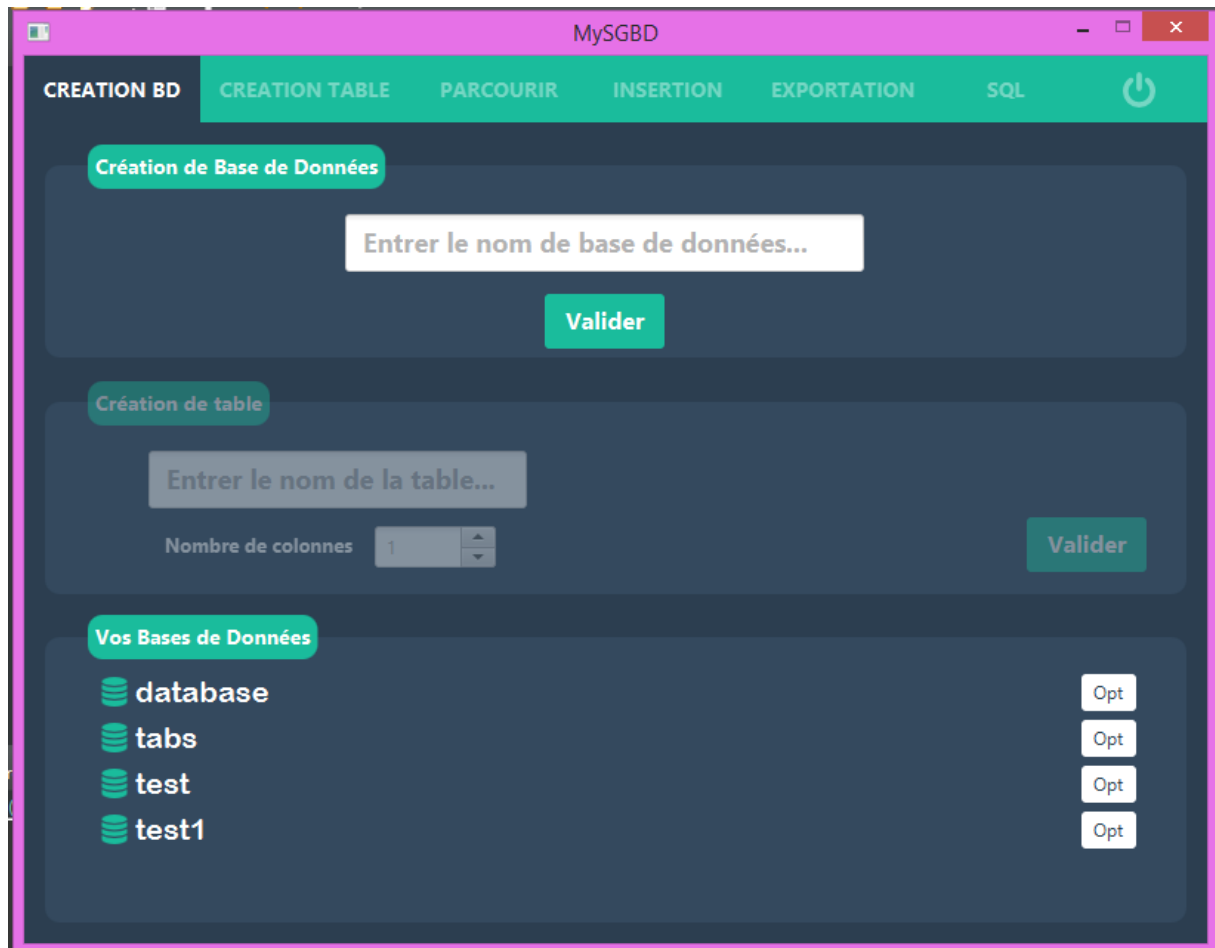 MySGBD
CREATION BD CREATION TABLE PARCOURIR INSERTION EXPORTATION SQL
Création de Base de Données
Entrer le nom de base de données...
Valider
Création de table
Entrer le nom de la table...
Nombre de colonnes 1 Valider
Vos Bases de Données
database Opt
tabs Opt
test Opt
test1 Opt